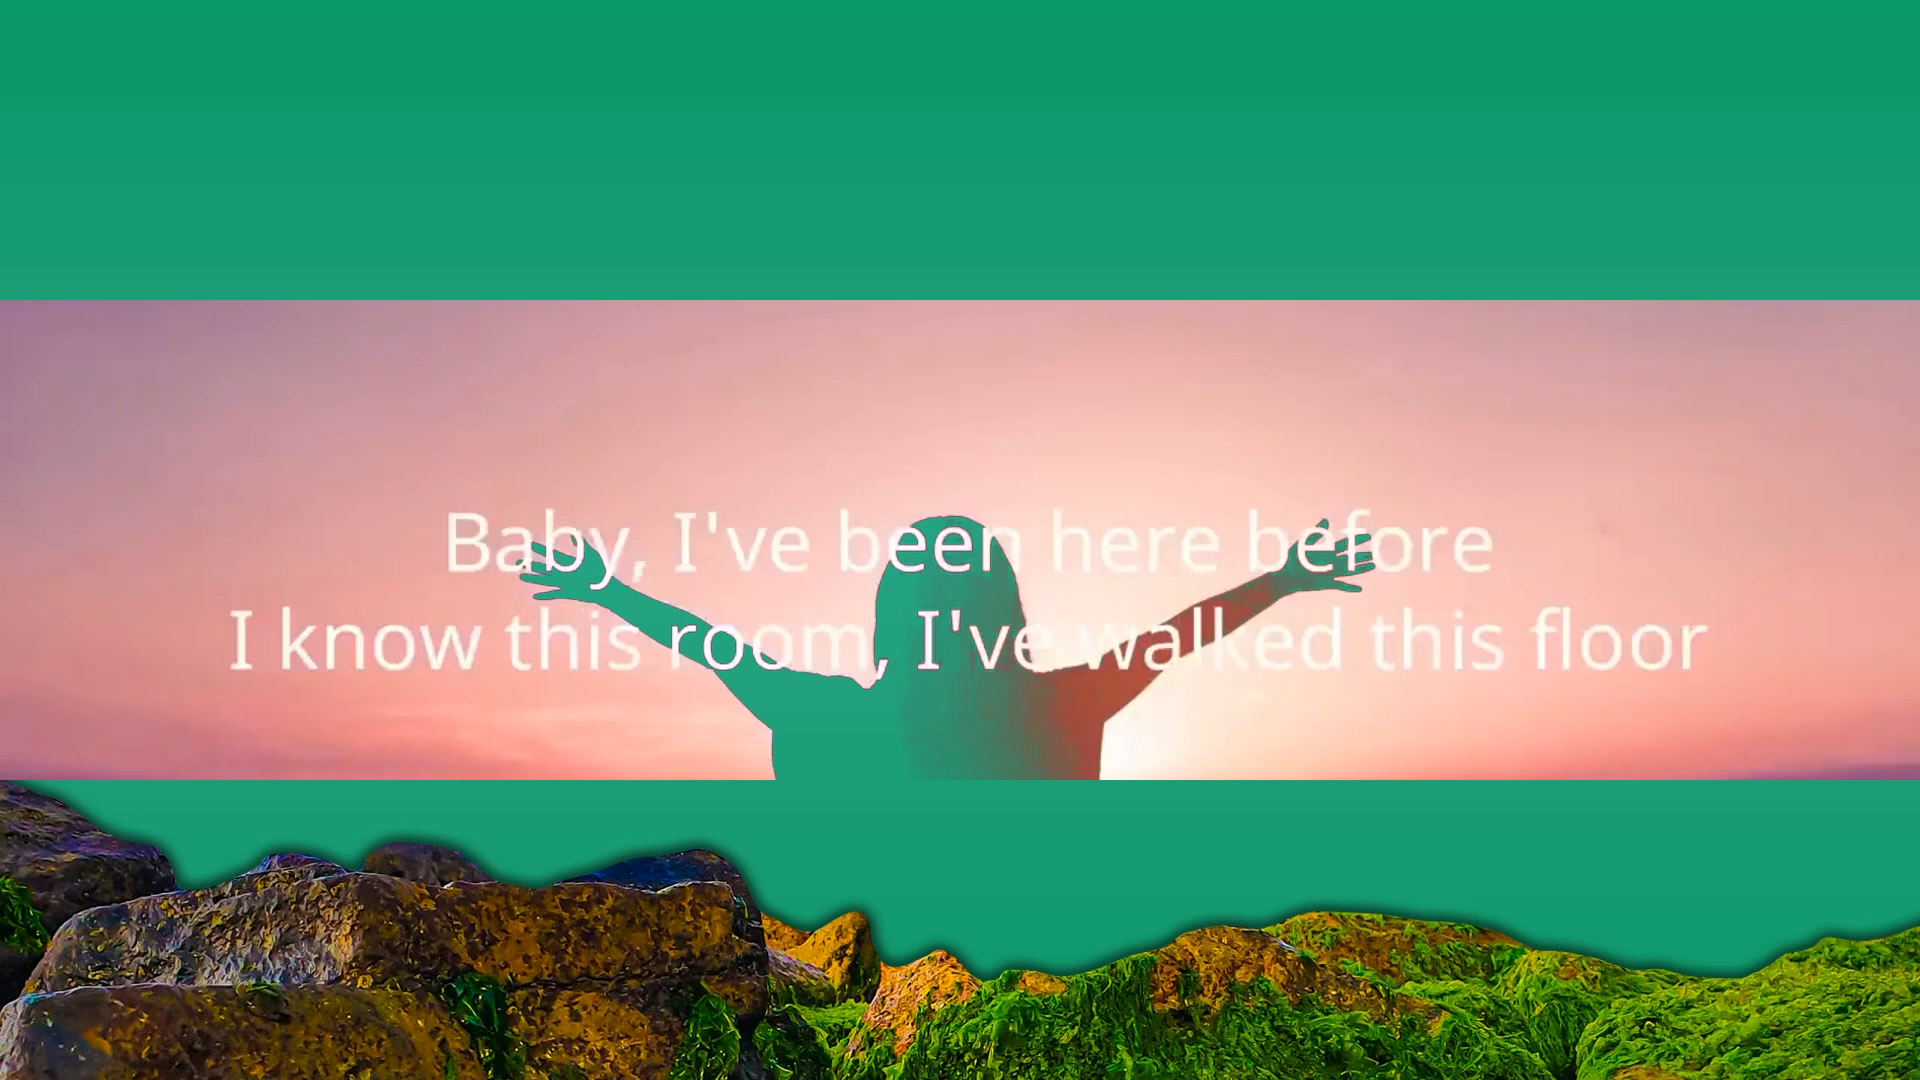 Baby, I've been here before
I know this room, I've walked this floor